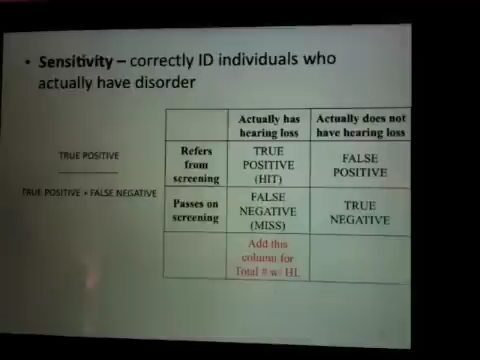 • Sensitivity – correctly ID individuals who
actually have disorder
Actually has
hearing loss
Actually does not
have hearing loss
Refers
from
screening
TRUE
POSITIVE
(HIT)
FALSE
POSITIVE
Passes on
screening
FALSE
NEGATIVE
(MISS)
TRUE
NEGATIVE
Add this
column for
Total # w/ HL
TRUE POSITIVE
TRUE POSITIVE + FALSE NEGATIVE